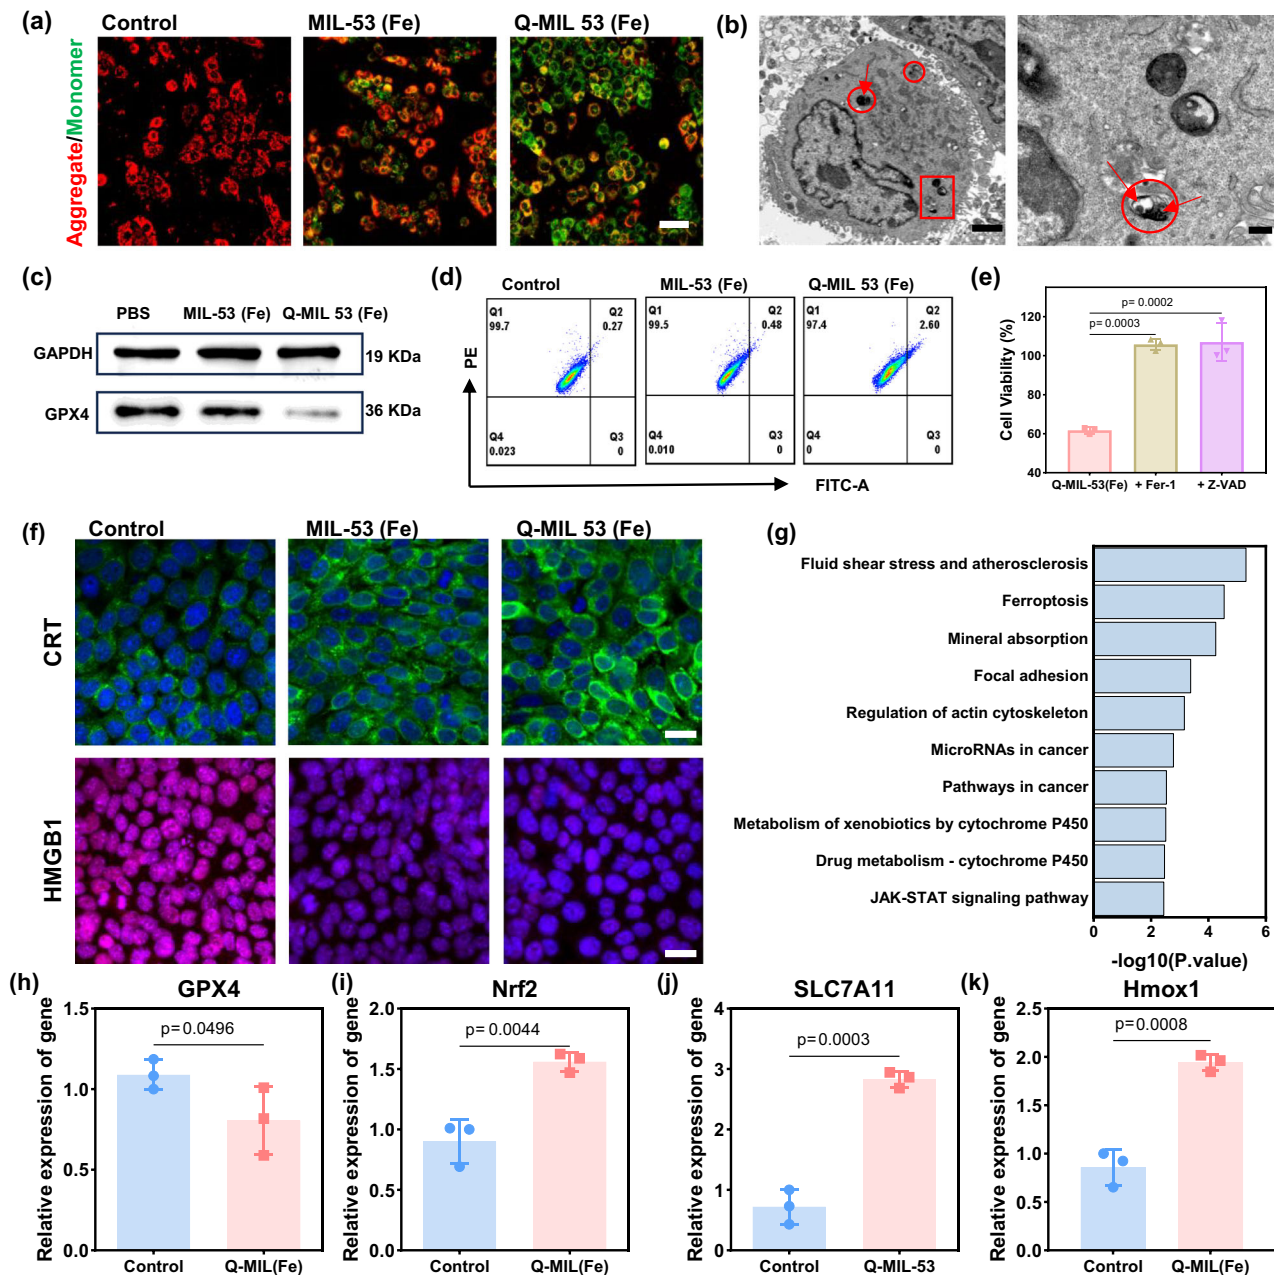 (a)
Control
MIL-53 (Fe)
Q-MIL 53 (Fe)
Aggregate/Monomer
(b)
(c)
PBS
MIL-53 (Fe)
Q-MIL 53 (Fe)
GAPDH
19 KDa
GPX4
36 KDa
(d)
Control
MIL-53 (Fe)
Q-MIL 53 (Fe)
Q1
99.7
Q2
0.27
Q4
0.023
Q3
0
Q1
99.5
Q2
0.48
Q4
0.010
Q3
0
Q1
97.4
Q2
2.60
Q4
0
Q3
0
PE
FITC-A
(e)
Cell Viability (%)
120
100
80
60
40
p= 0.0002
p= 0.0003
Q-MIL-53(Fe)
+ Fer-1
+ Z-VAD
(f)
Control
MIL-53 (Fe)
Q-MIL 53 (Fe)
CRT
HMGB1
(g)
Fluid shear stress and atherosclerosis
Ferroptosis
Mineral absorption
Focal adhesion
Regulation of actin cytoskeleton
MicroRNAs in cancer
Pathways in cancer
Metabolism of xenobiotics by cytochrome P450
Drug metabolism - cytochrome P450
JAK-STAT signaling pathway
0
2
4
6
-log10(P.value)
(h)
GPX4
Relative expression of gene
1.5
1.0
0.5
0.0
p= 0.0496
Control
Q-MIL(Fe)
(i)
Nrf2
Relative expression of gene
2.0
1.5
1.0
0.5
0.0
p= 0.0044
Control
Q-MIL(Fe)
(j)
SLC7A11
Relative expression of gene
4
3
2
1
0
p= 0.0003
Control
Q-MIL-53
(k)
Hmox1
Relative expression of gene
2.5
2.0
1.5
1.0
0.5
0.0
p= 0.0008
Control
Q-MIL(Fe)